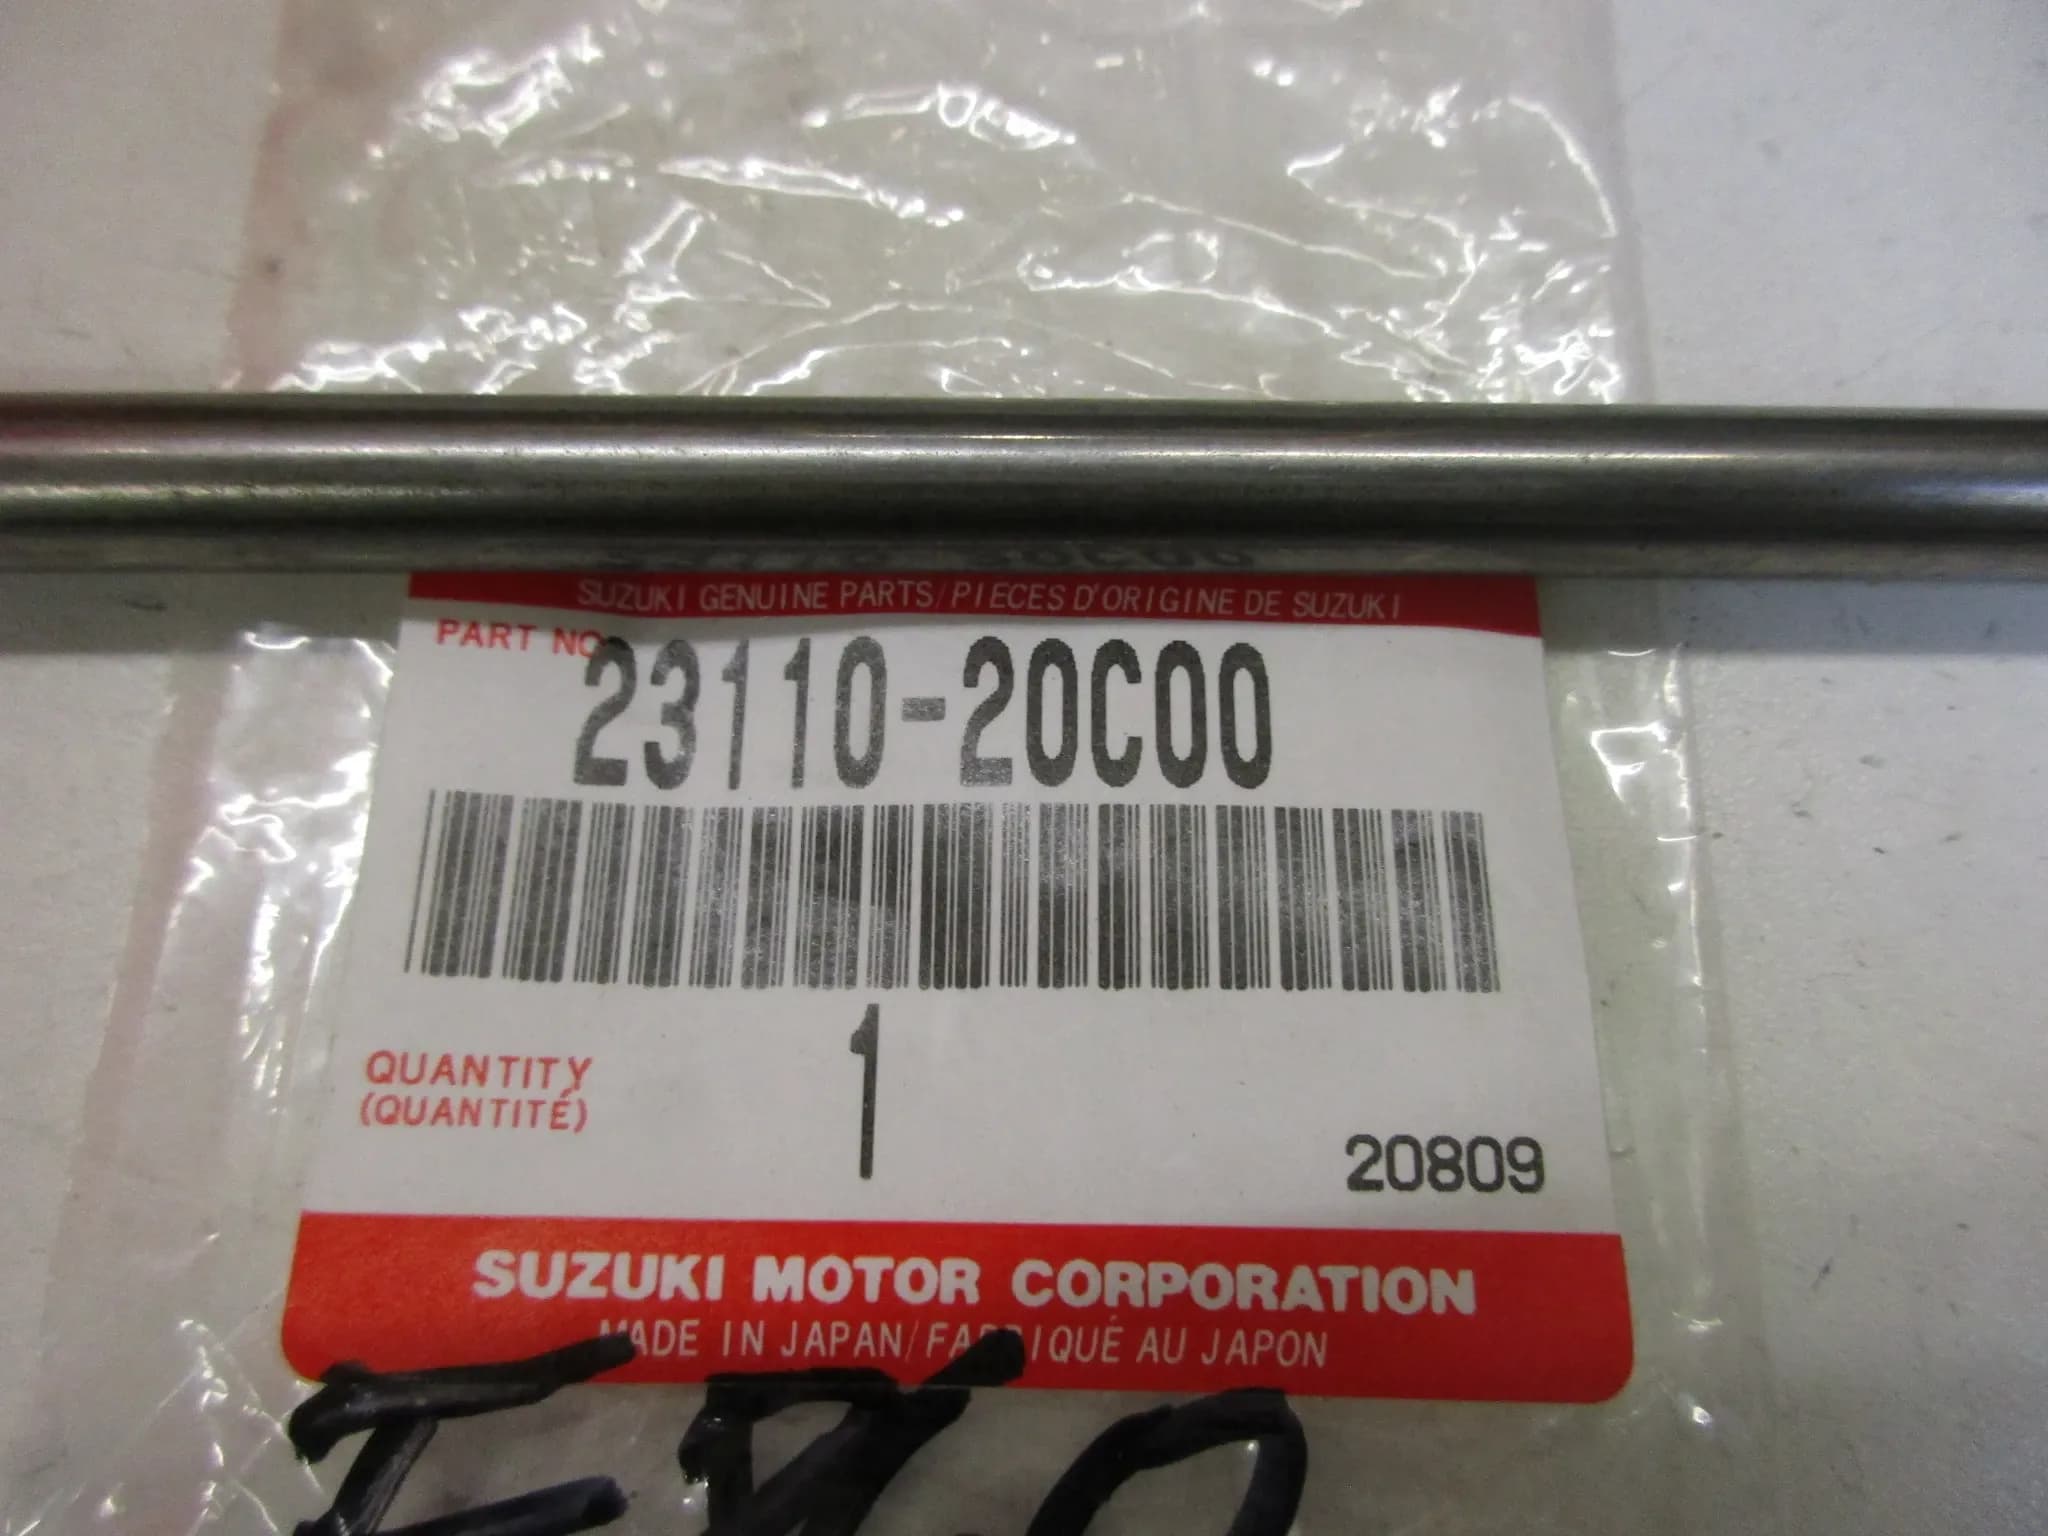 SUZUKI GENUINE PARTS/PIECES D'ORIGINE DE SUZUKI
PART NO
23110-20C00
1
QUANTITY
(QUANTITÉ)
20809
SUZUKI MOTOR CORPORATION
MADE IN JAPAN/FABRIQUÉ AU JAPON